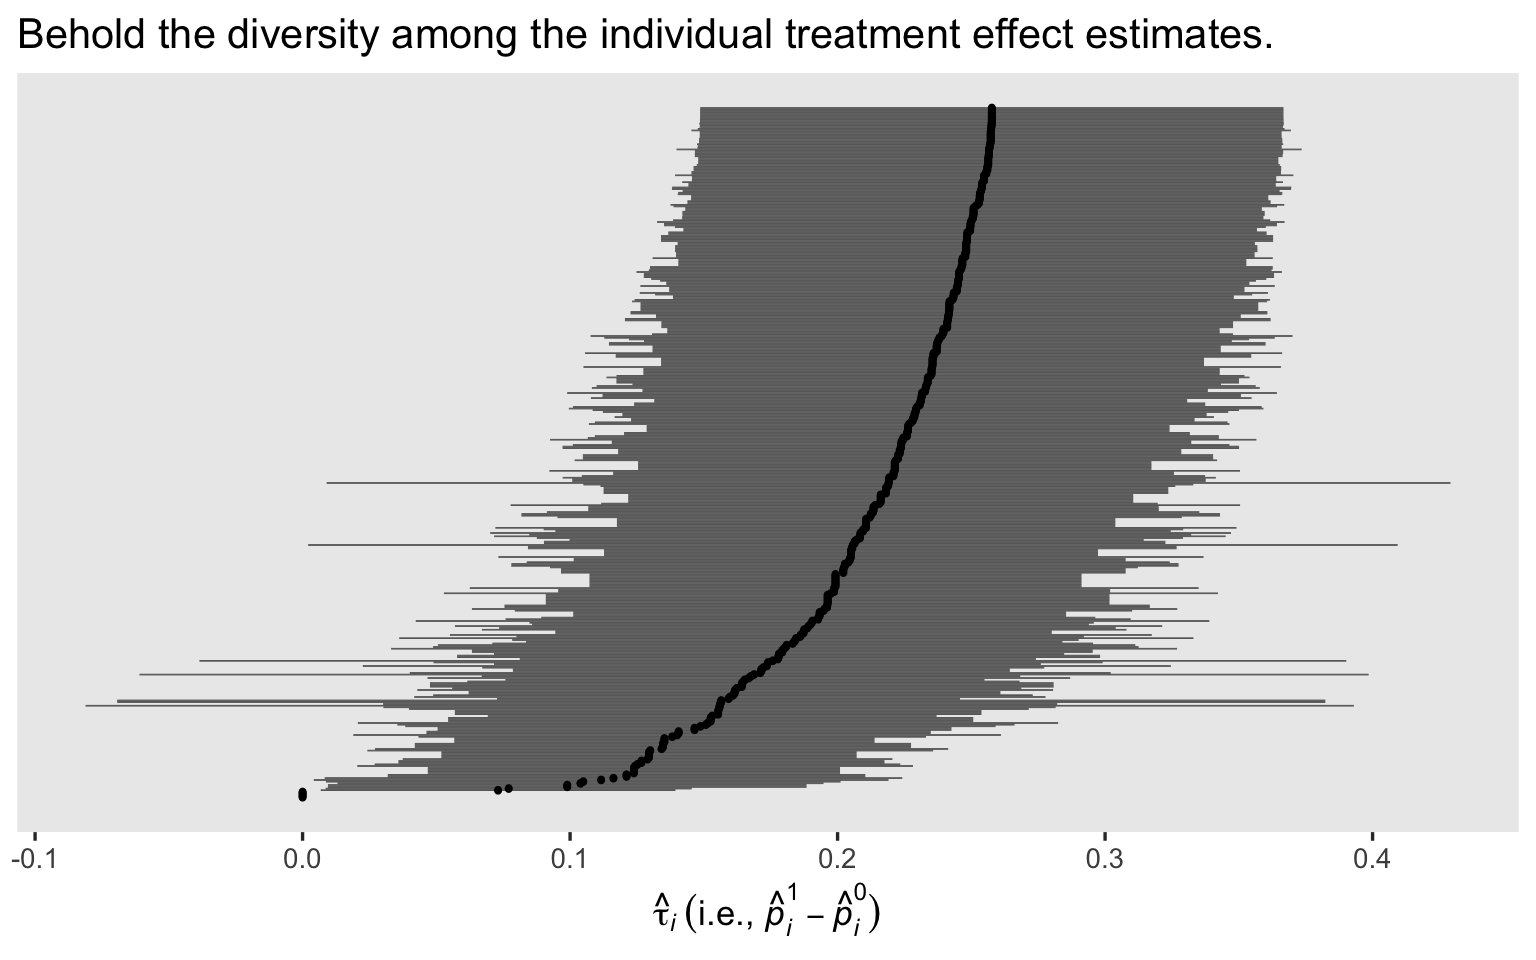 Behold the diversity among the individual treatment effect estimates.
-0.1 0.0 0.1 0.2 0.3 0.4
τ̂ᵢ (i.e., p̂ᵢ¹ − p̂ᵢ⁰)